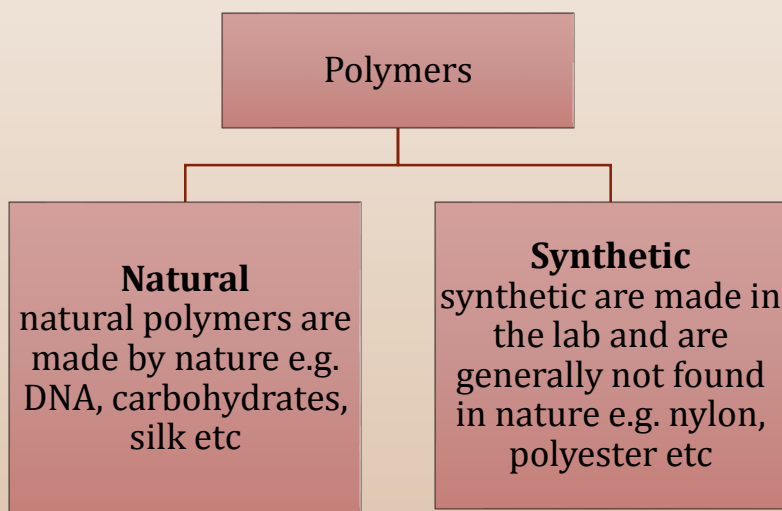 Polymers
Natural
natural polymers are
made by nature e.g.
DNA, carbohydrates,
silk etc
Synthetic
synthetic are made in
the lab and are
generally not found
in nature e.g. nylon,
polyester etc